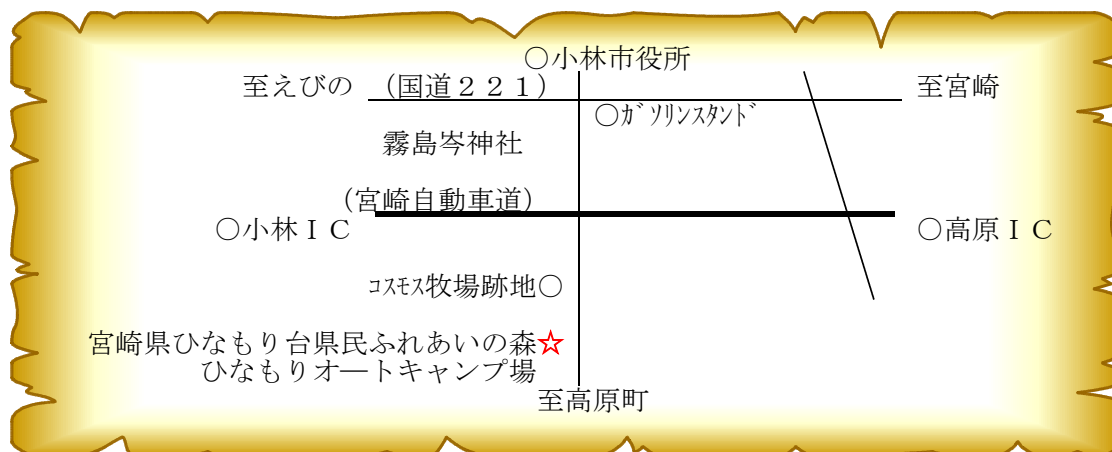 ○小林市役所
至えびの （国道２２１） 至宮崎
○ｶﾞｿﾘﾝｽﾀﾝﾄﾞ
霧島岑神社
（宮崎自動車道）
○小林ＩＣ ○高原ＩＣ
ｺｽﾓｽ牧場跡地○
宮崎県ひなもり台県民ふれあいの森☆
ひなもりオートキャンプ場
至高原町